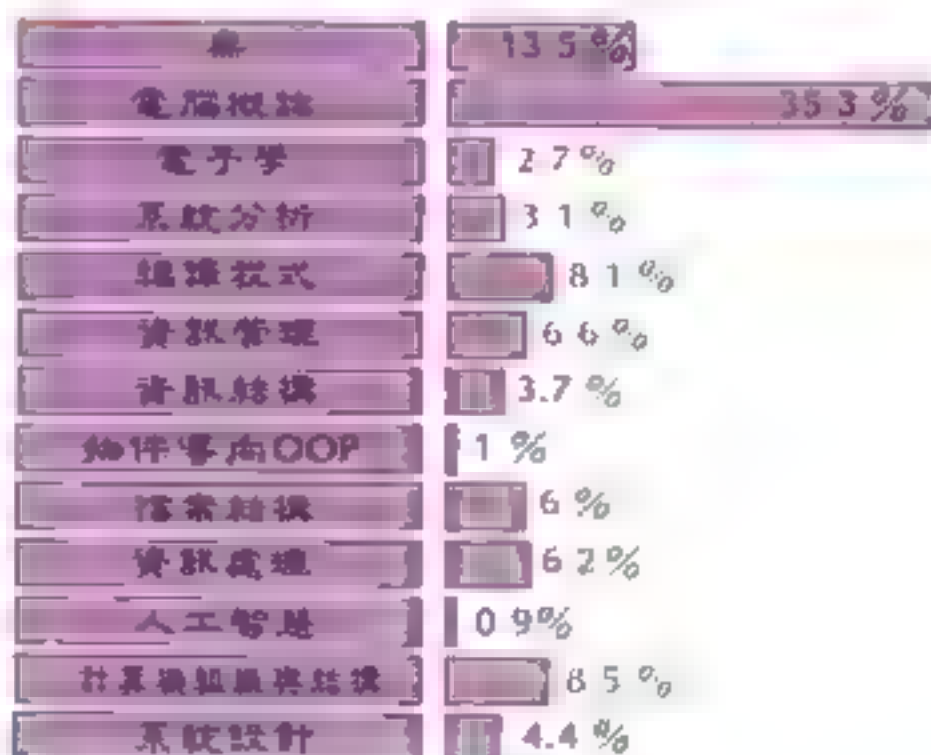 無 13.5%
電腦概論 35.3%
電子學 2.7%
系統分析 3.1%
組譯程式 8.1%
資訊管理 6.6%
資訊結構 3.7%
物件導向OOP 1%
檔案結構 6%
資訊處理 6.2%
人工智慧 0.9%
計算機組織與結構 8.5%
系統設計 4.4%